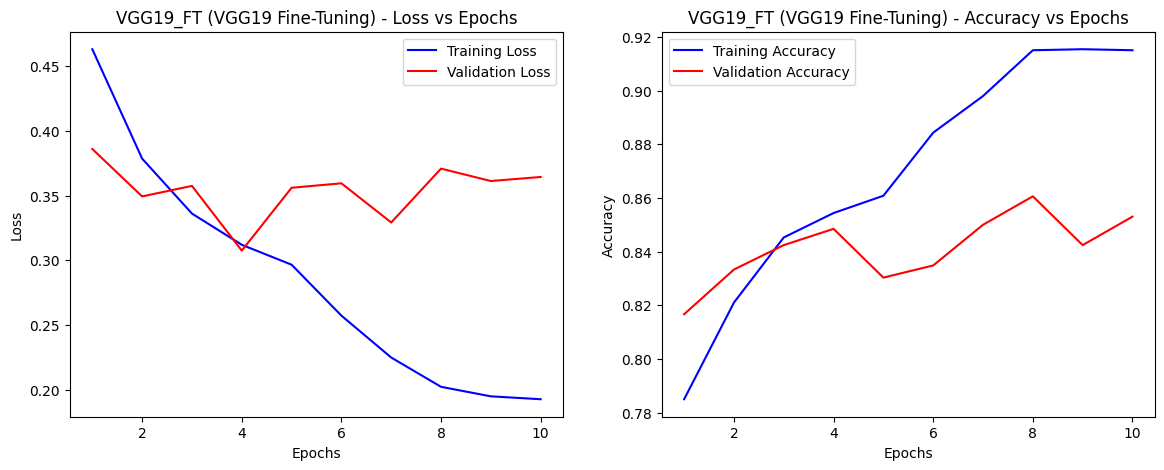 VGG19_FT (VGG19 Fine-Tuning) - Loss vs Epochs
Training Loss
Validation Loss
0.45
0.40
0.35
0.30
0.25
0.20
Loss
2
4
6
8
10
Epochs
VGG19_FT (VGG19 Fine-Tuning) - Accuracy vs Epochs
Training Accuracy
Validation Accuracy
0.92
0.90
0.88
0.86
0.84
0.82
0.80
0.78
Accuracy
2
4
6
8
10
Epochs